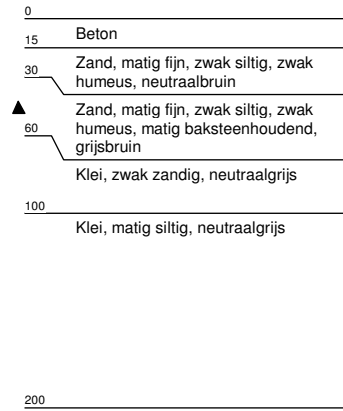 0
Beton
15
Zand, matig fijn, zwak siltig, zwak
humeus, neutraalbruin
30
Zand, matig fijn, zwak siltig, zwak
humeus, matig baksteenhoudend,
grijsbruin
60
Klei, zwak zandig, neutraalgrijs
100
Klei, matig siltig, neutraalgrijs
200